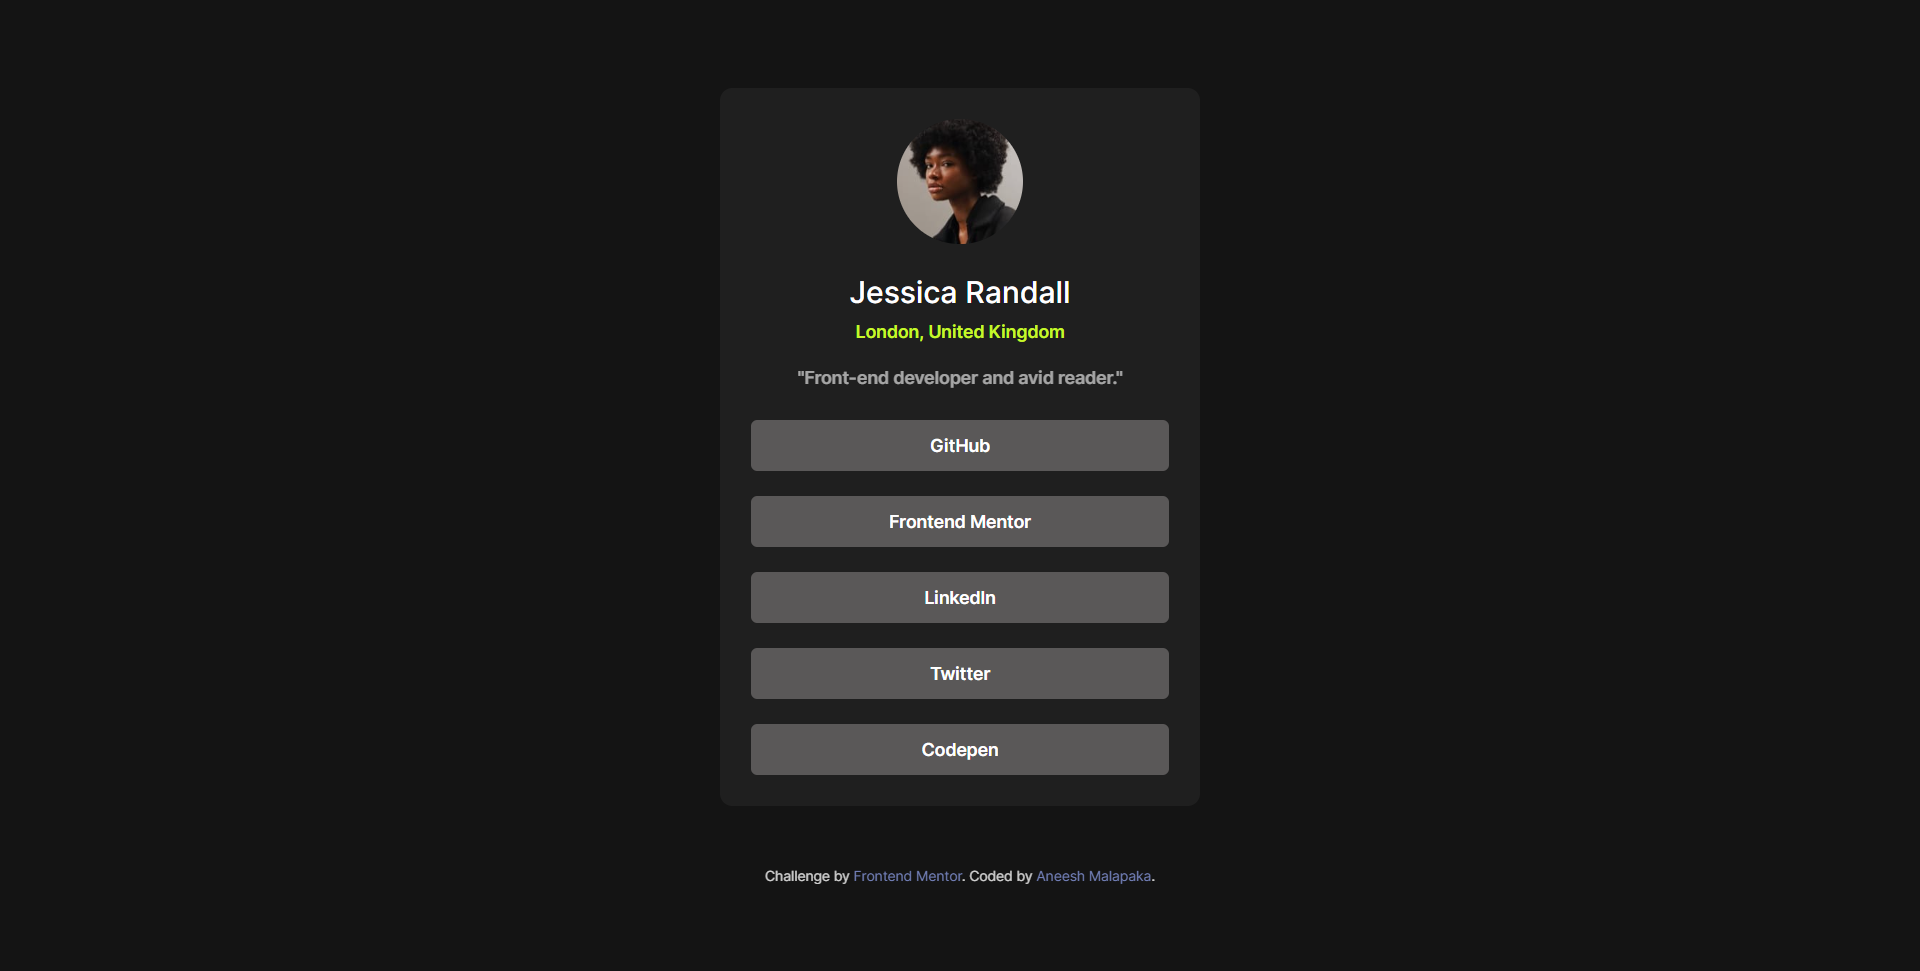 Jessica Randall
London, United Kingdom
"Front-end developer and avid reader."
GitHub
Frontend Mentor
LinkedIn
Twitter
Codepen
Challenge by Frontend Mentor. Coded by Aneesh Malapaka.